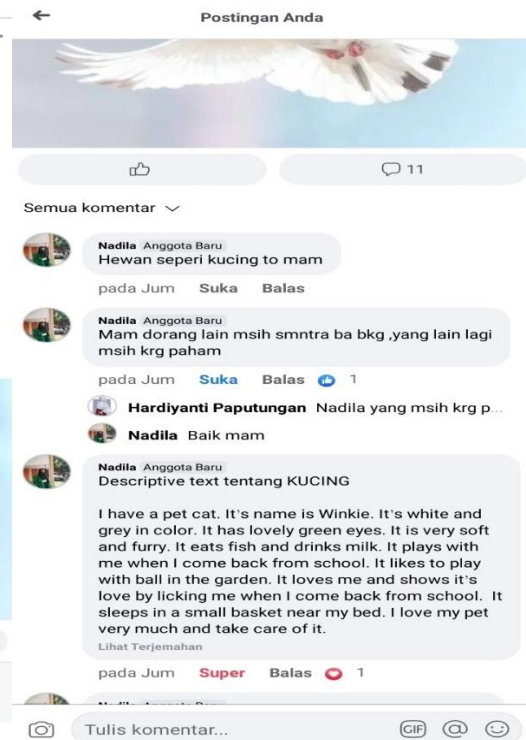 Postingan Anda
11
Semua komentar
Nadila Anggota Baru
Hewan seperi kucing to mam
pada Jum Suka Balas
Nadila Anggota Baru
Mam dorang lain msih smntra ba bkg ,yang lain lagi
msih krg paham
pada Jum Suka Balas 1
Hardiyanti Paputungan Nadila yang msih krg p...
Nadila Baik mam
Nadila Anggota Baru
Descriptive text tentang KUCING
I have a pet cat. It's name is Winkie. It's white and
grey in color. It has lovely green eyes. It is very soft
and furry. It eats fish and drinks milk. It plays with
me when I come back from school. It likes to play
with ball in the garden. It loves me and shows it's
love by licking me when I come back from school. It
sleeps in a small basket near my bed. I love my pet
very much and take care of it.
Lihat Terjemahan
pada Jum Super Balas 1
Nadila Anggota Baru
Tulis komentar...
GIF